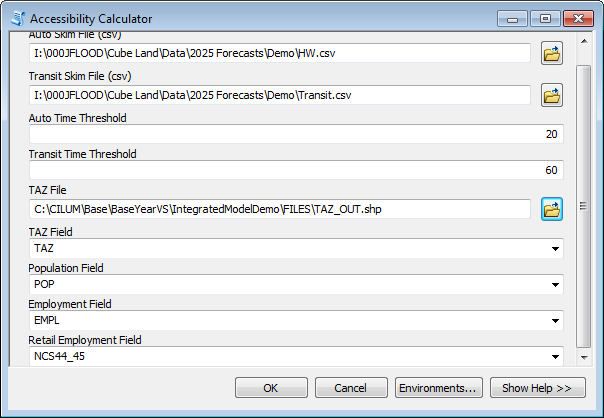 Accessibility Calculator
Auto Skim File (csv)
I:\000JFLOOD\Cube Land\Data\2025 Forecasts\Demo\HW.csv
Transit Skim File (csv)
I:\000JFLOOD\Cube Land\Data\2025 Forecasts\Demo\Transit.csv
Auto Time Threshold
20
Transit Time Threshold
60
TAZ File
C:\CILUM\Base\BaseYearVS\IntegratedModelDemo\FILES\TAZ_OUT.shp
TAZ Field
TAZ
Population Field
POP
Employment Field
EMPL
Retail Employment Field
NCS44_45
OK Cancel Environments... Show Help >>